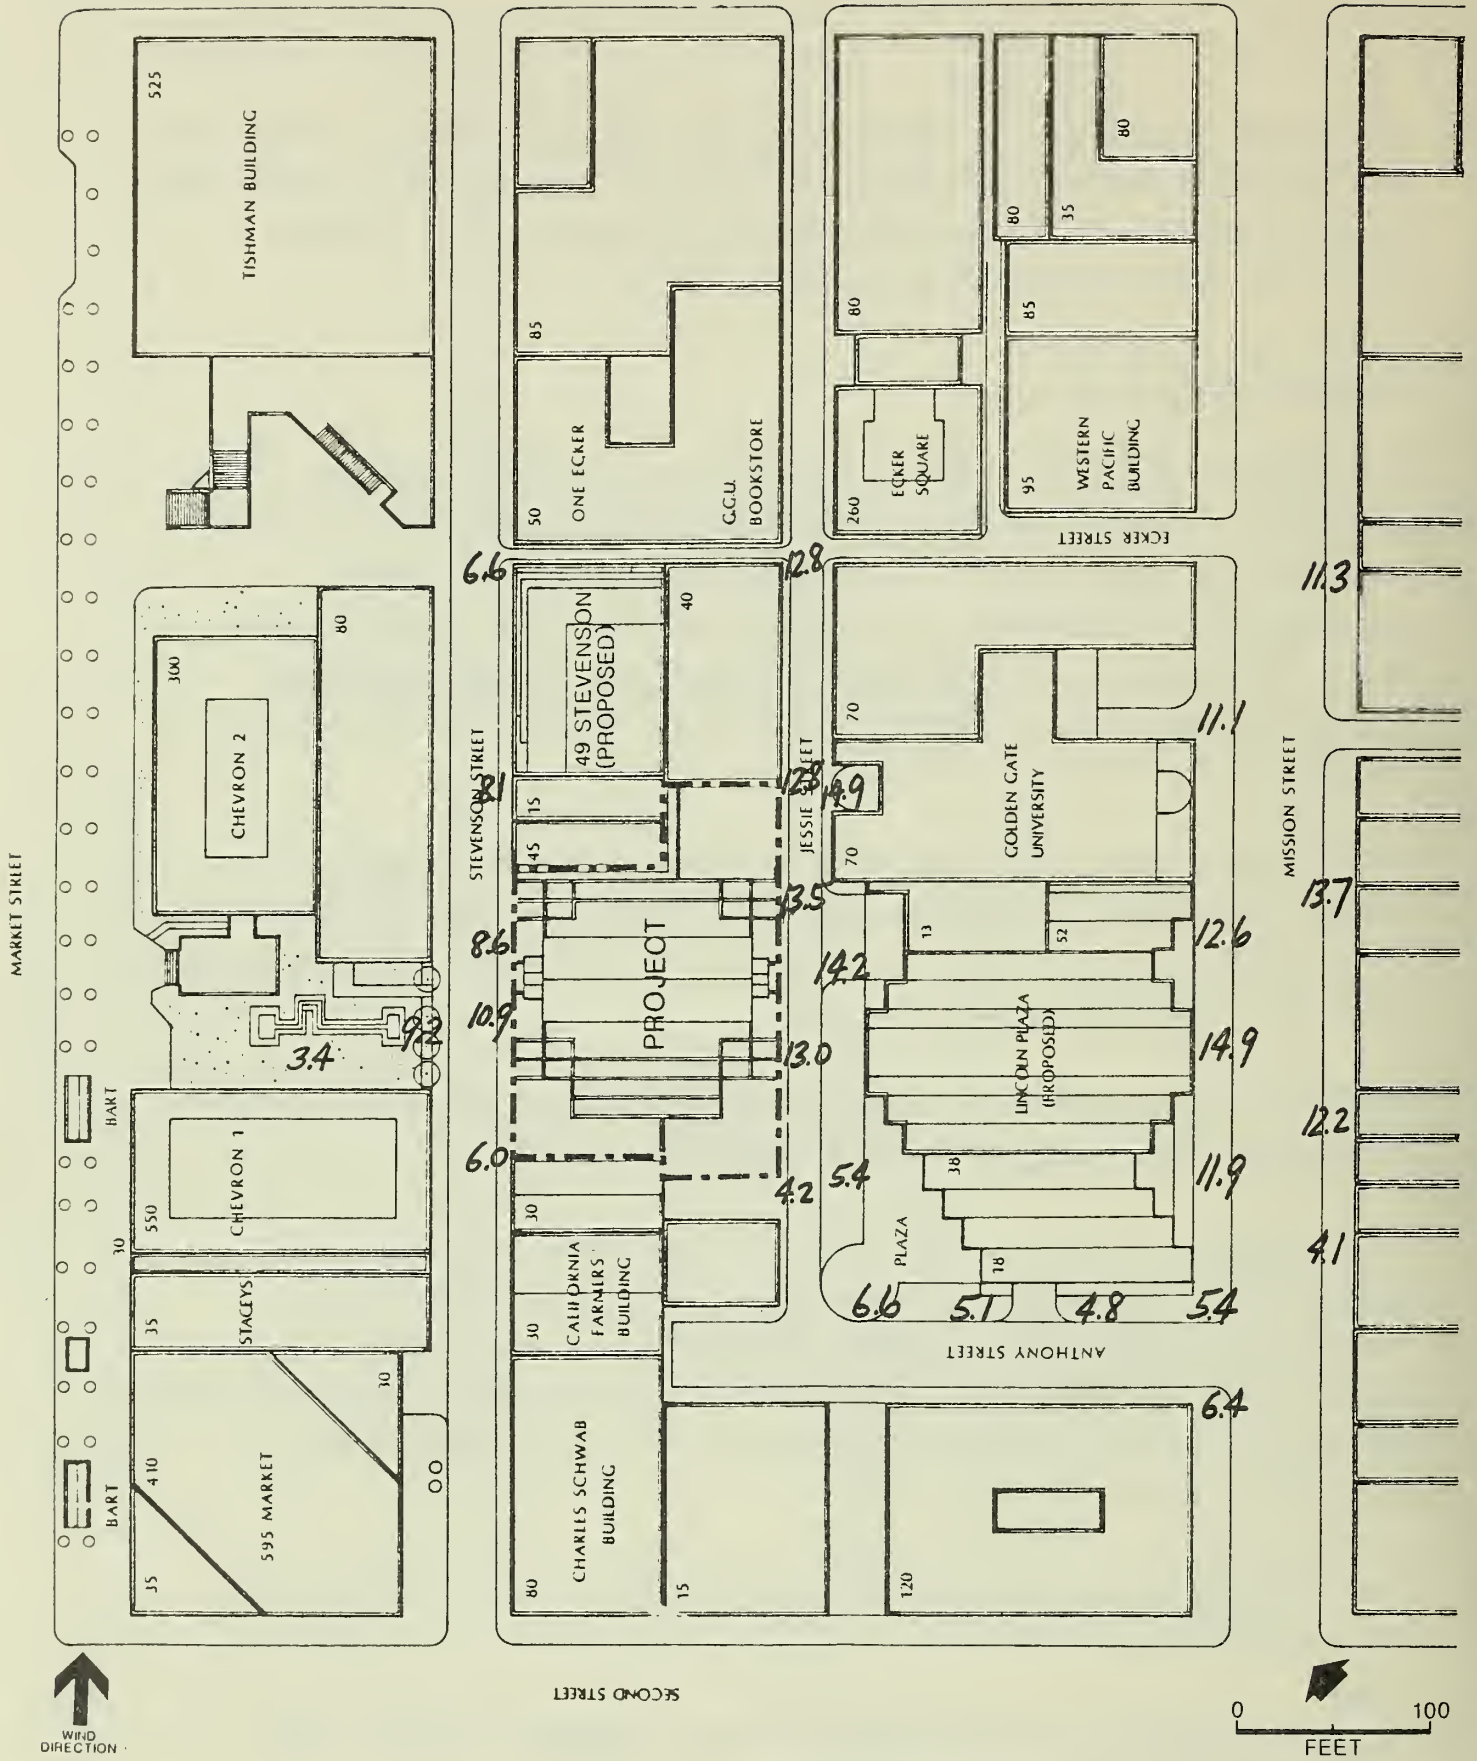 525
TISHMAN BUILDING
85
50
ONE ECKER
G.G.U.
BOOKSTORE
80
260
ECKER
SQUARE
80
80
35
85
95
WESTERN
PACIFIC
BUILDING
ECKER STREET
6.6
12.8
11.3
300
CHEVRON 2
80
49 STEVENSON
(PROPOSED)
40
70
11.1
STEVENSON STREET
8.1
15
45
12.8
JESSIE STREET
14.9
70
GOLDEN GATE
UNIVERSITY
MISSION STREET
MARKET STREET
13.5
13.7
8.6
PROJECT
14.2
13
52
12.6
10.9
9.2
3.4
13.0
LINCOLN PLAZA
(PROPOSED)
14.9
BART
12.2
CHEVRON 1
550
6.0
4.2
5.4
38
11.9
30
30
PLAZA
4.1
STACEYS
35
CALIFORNIA
FARMERS
BUILDING
30
18
6.6
5.1
4.8
5.4
ANTHONY STREET
30
6.4
410
595 MARKET
35
BART
CHARLES SCHWAB
BUILDING
80
15
120
SECOND STREET
WIND
DIRECTION
0
100
FEET